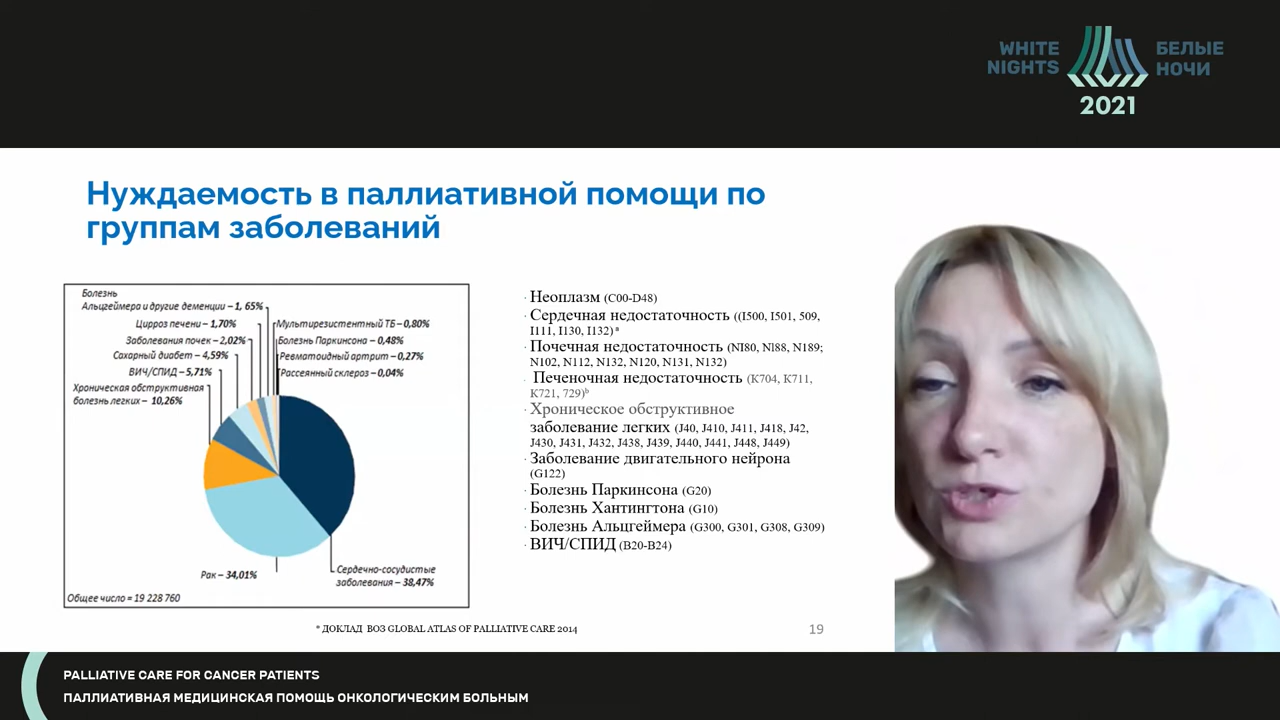 WHITE
NIGHTS
БЕЛЫЕ
НОЧИ
2021
Нуждаемость в паллиативной помощи по
группам заболеваний
Болезнь
Альцгеймера и другие деменции – 1, 65%
Цирроз печени – 1,70%
Заболевания почек – 2,02%
Сахарный диабет – 4,59%
ВИЧ/СПИД – 5,71%
Хроническая обструктивная
болезнь легких – 10,26%
Мультирезистентный ТБ – 0,80%
Болезнь Паркинсона – 0,48%
Ревматоидный артрит – 0,27%
Рассеянный склероз – 0,04%
Рак – 34,01%
Сердечно-сосудистые
заболевания – 38,47%
Общее число = 19 228 760
· Неоплазм (C00-D48)
· Сердечная недостаточность ((I500, I501, 509,
I111, I130, I132)ª
· Почечная недостаточность (NI80, Nl88, N189;
N102, N112, N132, N120, N131, N132)
· Печеночная недостаточность (K704, K711,
K721, 729)ᵇ
· Хроническое обструктивное
заболевание легких (J40, J410, J411, J418, J42,
J430, J431, J432, J438, J439, J440, J441, J448, J449)
· Заболевание двигательного нейрона
(G122)
· Болезнь Паркинсона (G20)
· Болезнь Хантингтона (G10)
· Болезнь Альцгеймера (G300, G301, G308, G309)
· ВИЧ/СПИД (B20-B24)
* ДОКЛАД ВОЗ GLOBAL ATLAS OF PALLIATIVE CARE 2014
19
PALLIATIVE CARE FOR CANCER PATIENTS
ПАЛЛИАТИВНАЯ МЕДИЦИНСКАЯ ПОМОЩЬ ОНКОЛОГИЧЕСКИМ БОЛЬНЫМ